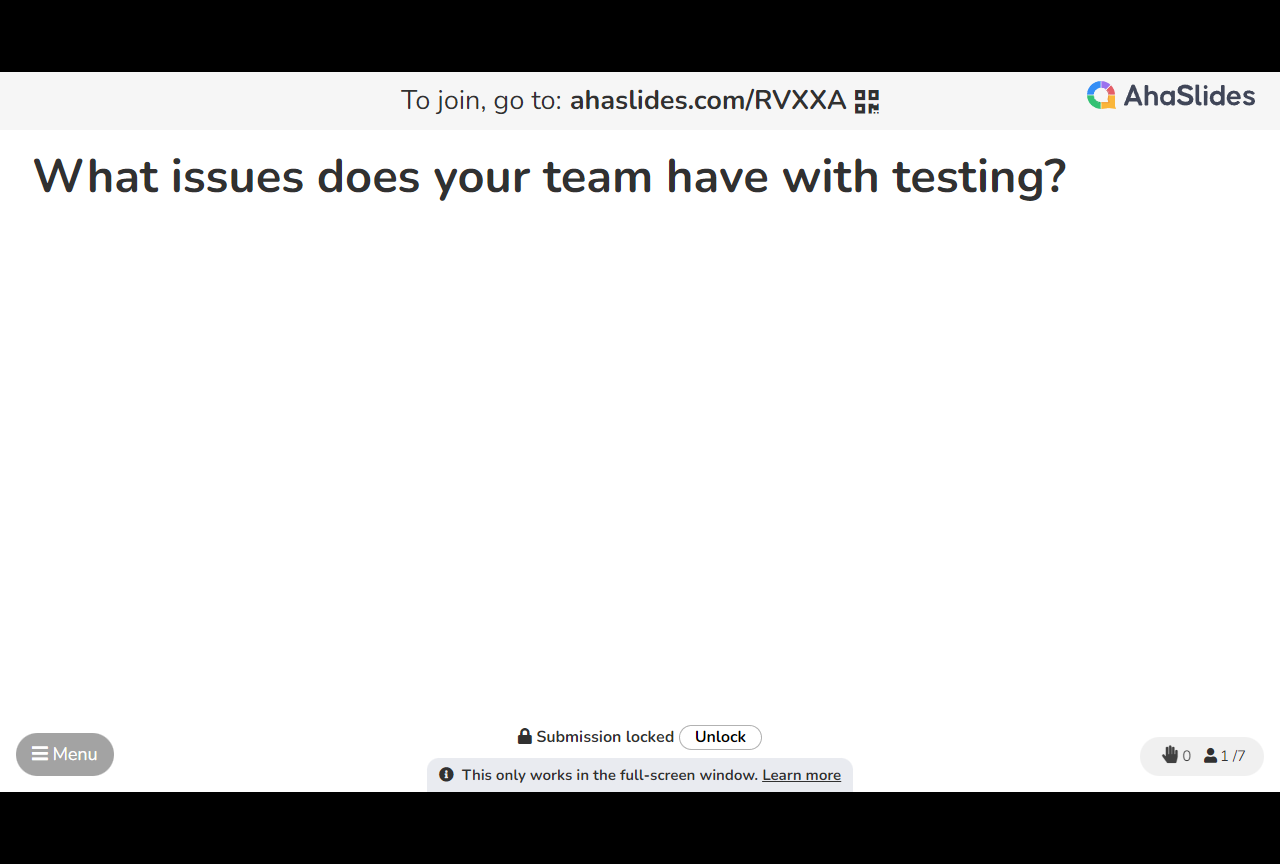 To join, go to: ahaslides.com/RVXXA
AhaSlides
What issues does your team have with testing?
Submission locked Unlock
Menu
0 1 /7
This only works in the full-screen window. Learn more